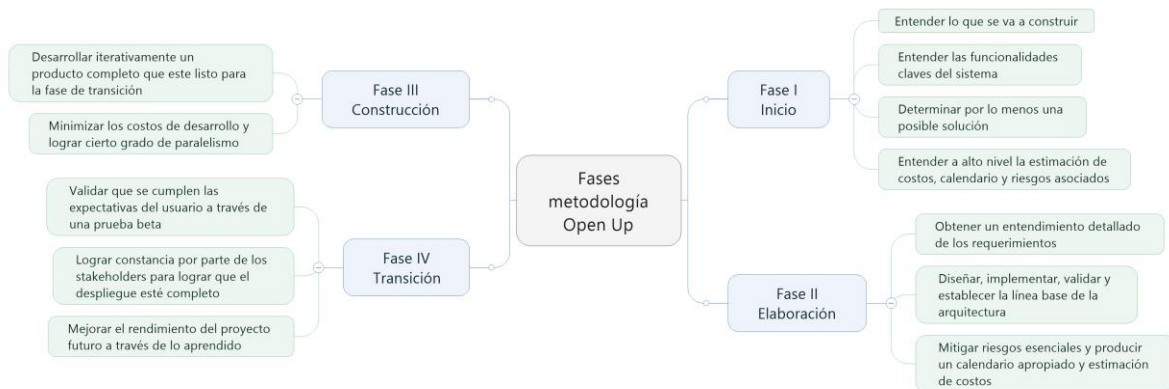 Fases
metodología
Open Up
Fase I
Inicio
Entender lo que se va a construir
Entender las funcionalidades
claves del sistema
Determinar por lo menos una
posible solución
Entender a alto nivel la estimación de
costos, calendario y riesgos asociados
Fase II
Elaboración
Obtener un entendimiento detallado
de los requerimientos
Diseñar, implementar, validar y
establecer la línea base de la
arquitectura
Mitigar riesgos esenciales y producir
un calendario apropiado y estimación
de costos
Fase III
Construcción
Desarrollar iterativamente un
producto completo que este listo para
la fase de transición
Minimizar los costos de desarrollo y
lograr cierto grado de paralelismo
Fase IV
Transición
Validar que se cumplen las
expectativas del usuario a través de
una prueba beta
Lograr constancia por parte de los
stakeholders para lograr que el
despliegue esté completo
Mejorar el rendimiento del proyecto
futuro a través de lo aprendido